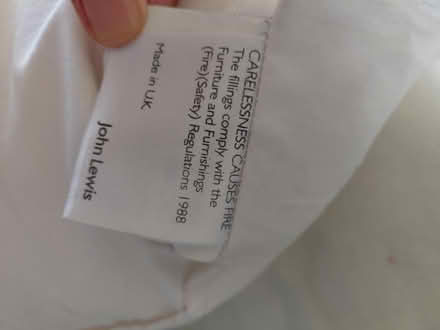 CARELESSNESS CAUSES FIRE
The fillings comply with the
Furniture and Furnishings
(Fire)(Safety) Regulations 1988
Made in U.K.
John Lewis